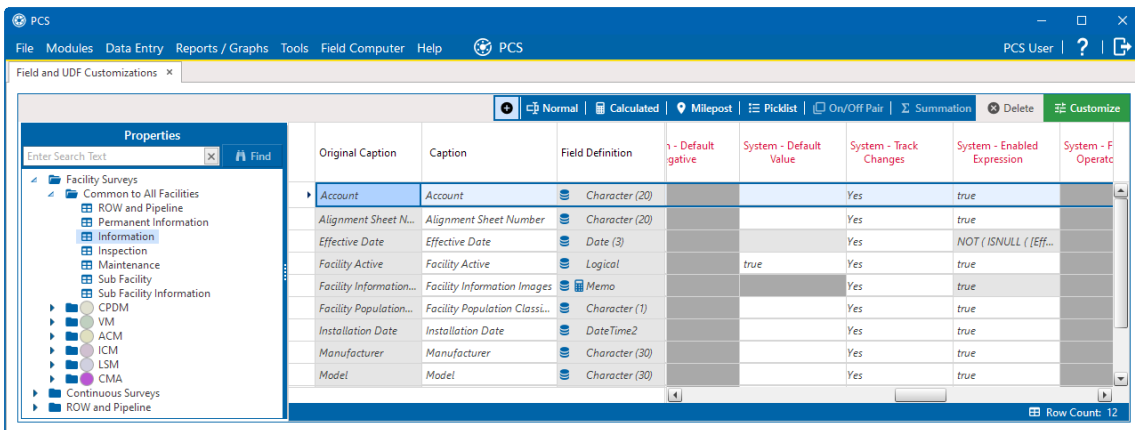 PCS
File Modules Data Entry Reports / Graphs Tools Field Computer Help PCS PCS User ?
Field and UDF Customizations ×
Normal Calculated Milepost Picklist On/Off Pair Σ Summation Delete Customize
Properties
Enter Search Text Find
Facility Surveys
Common to All Facilities
ROW and Pipeline
Permanent Information
Information
Inspection
Maintenance
Sub Facility
Sub Facility Information
CPDM
VM
ACM
ICM
LSM
CMA
Continuous Surveys
ROW and Pipeline
Original Caption Caption Field Definition n - Default gative System - Default Value System - Track Changes System - Enabled Expression System - F Operato
Account Account Character (20) Yes true
Alignment Sheet N... Alignment Sheet Number Character (20) Yes true
Effective Date Effective Date Date (3) Yes NOT ( ISNULL ( [Eff...
Facility Active Facility Active Logical true Yes true
Facility Information... Facility Information Images Memo Yes true
Facility Population... Facility Population Classi... Character (1) Yes true
Installation Date Installation Date DateTime2 Yes true
Manufacturer Manufacturer Character (30) Yes true
Model Model Character (30) Yes true
Row Count: 12